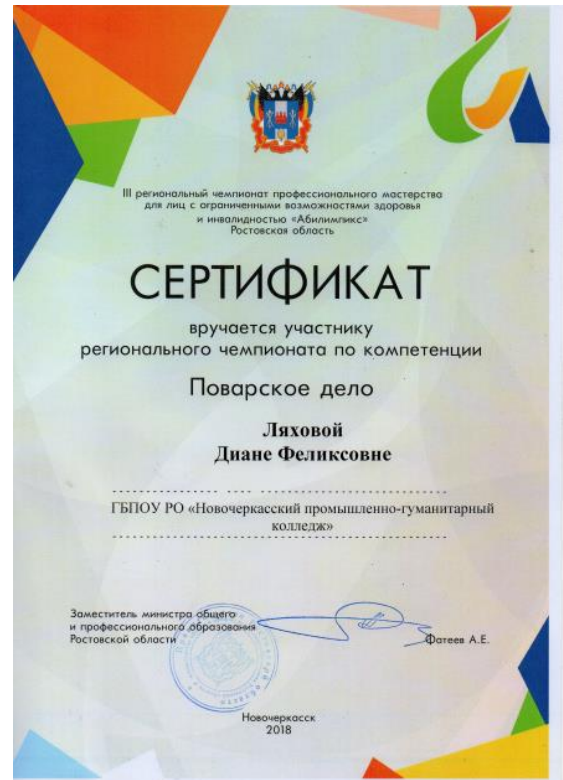 III региональный чемпионат профессионального мастерства
для лиц с ограниченными возможностями здоровья
и инвалидностью «Абилимпикс»
Ростовская область
СЕРТИФИКАТ
вручается участнику
регионального чемпионата по компетенции
Поварское дело
Ляховой
Диане Феликсовне
ГБПОУ РО «Новочеркасский промышленно-гуманитарный
колледж»
Заместитель министра общего
и профессионального образования
Ростовской области
Фатеев А.Е.
Новочеркасск
2018